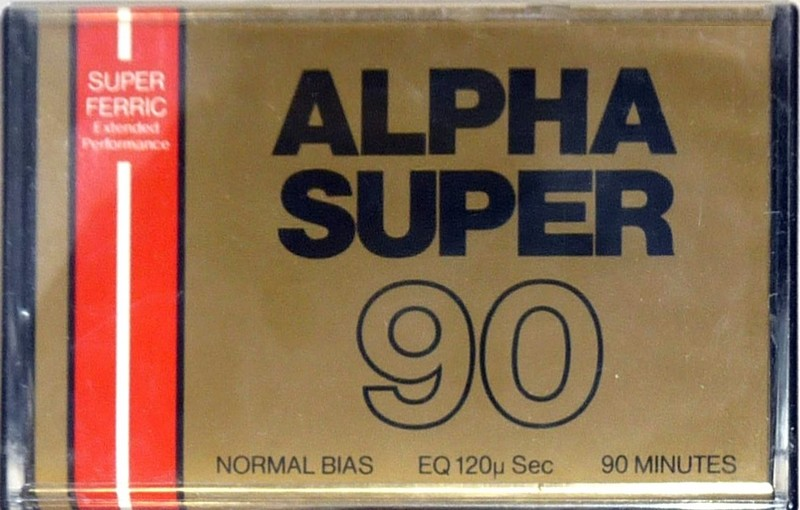 SUPER
FERRIC
Extended
Performance
ALPHA
SUPER
90
NORMAL BIAS EQ 120µ Sec 90 MINUTES